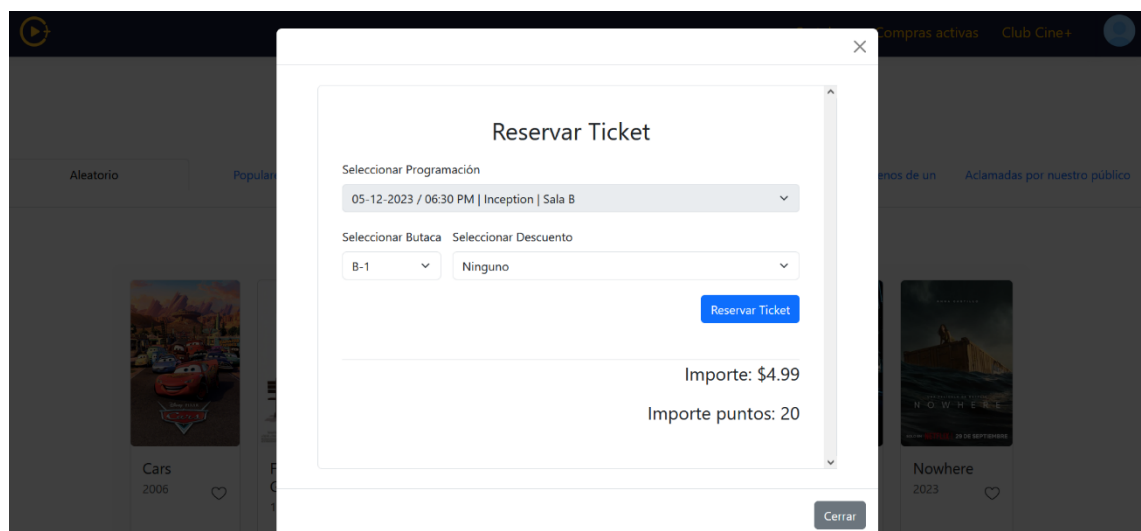 Compras activas Club Cine+
Aleatorio
enos de un Aclamadas por nuestro público
Reservar Ticket
Seleccionar Programación
05-12-2023 / 06:30 PM | Inception | Sala B
Seleccionar Butaca Seleccionar Descuento
B-1 Ninguno
Reservar Ticket
Importe: $4.99
Importe puntos: 20
Cars
2006
NOWHERE
Nowhere
2023
Cerrar